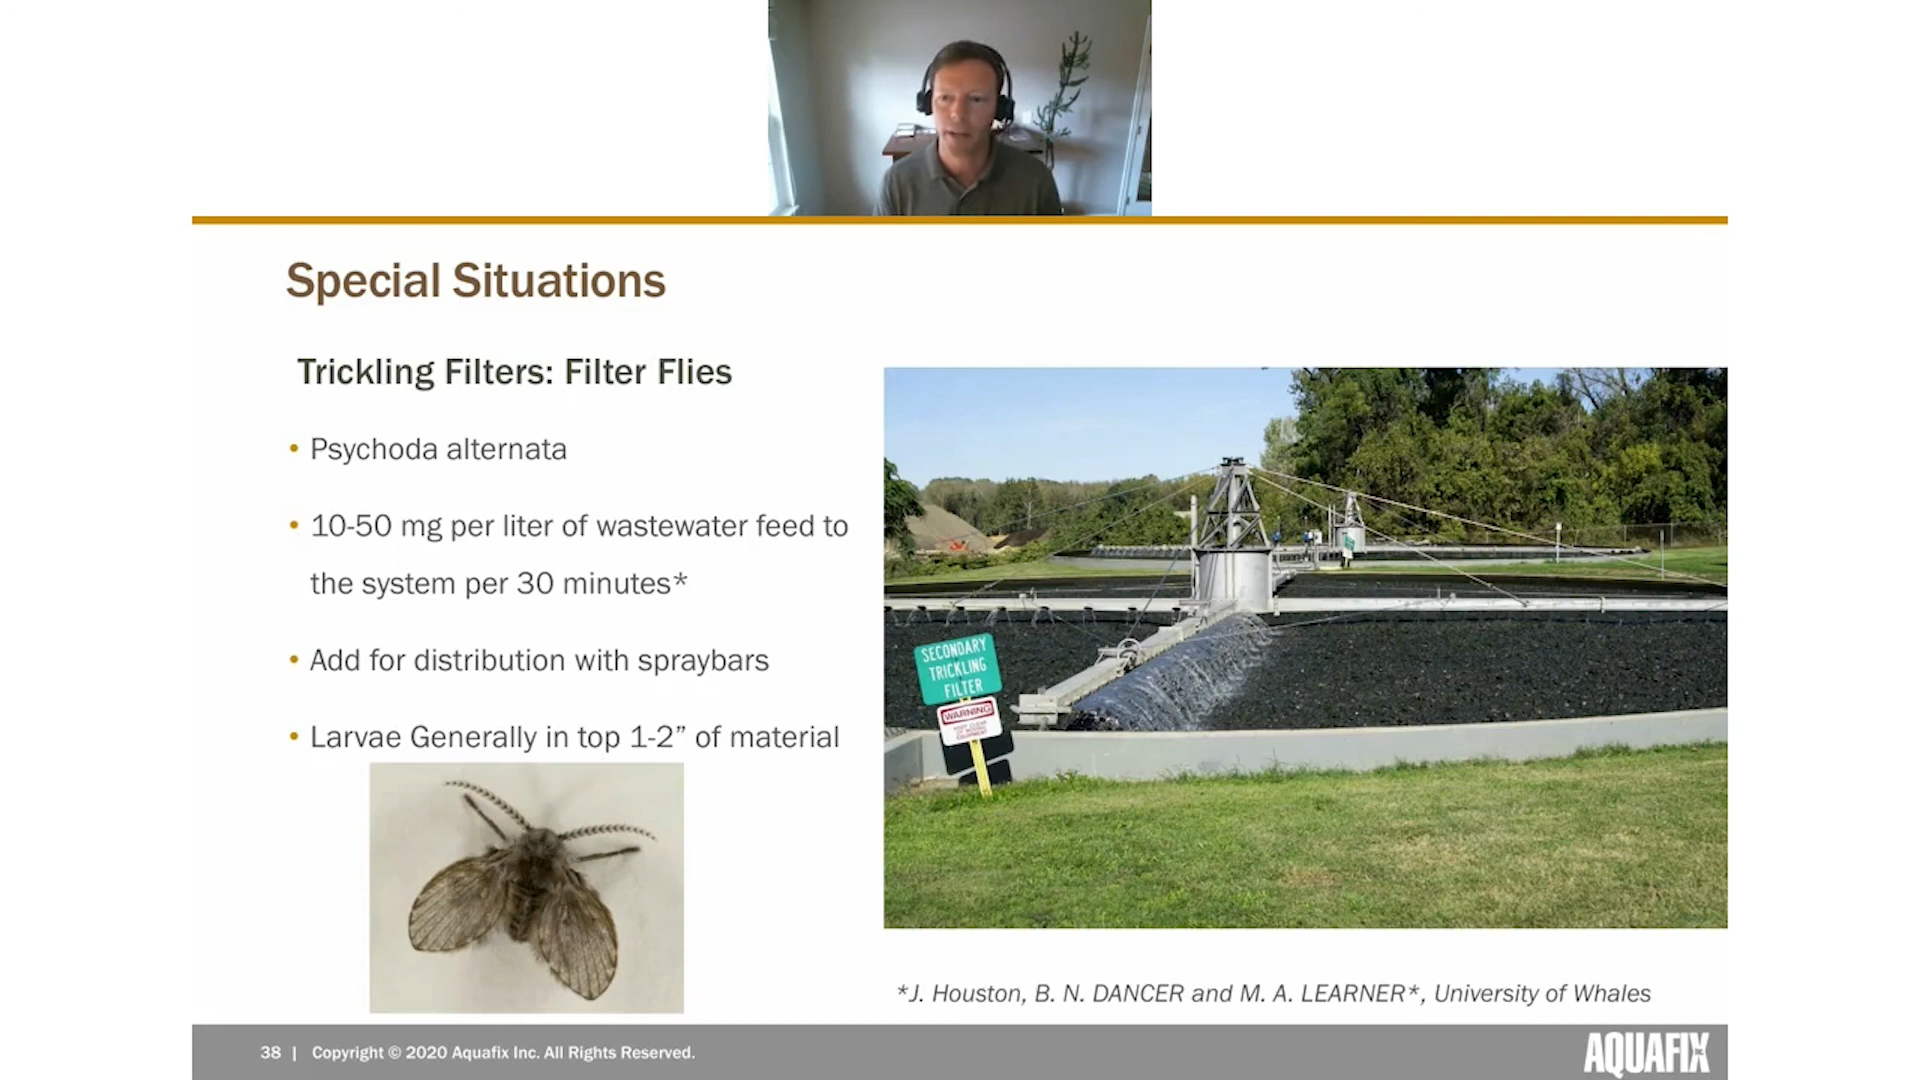 Special Situations
Trickling Filters: Filter Flies
• Psychoda alternata
• 10-50 mg per liter of wastewater feed to
the system per 30 minutes*
• Add for distribution with spraybars
• Larvae Generally in top 1-2” of material
SECONDARY
TRICKLING
FILTER
WARNING
*J. Houston, B. N. DANCER and M. A. LEARNER*, University of Whales
38 | Copyright © 2020 Aquafix Inc. All Rights Reserved.
AQUAFIX